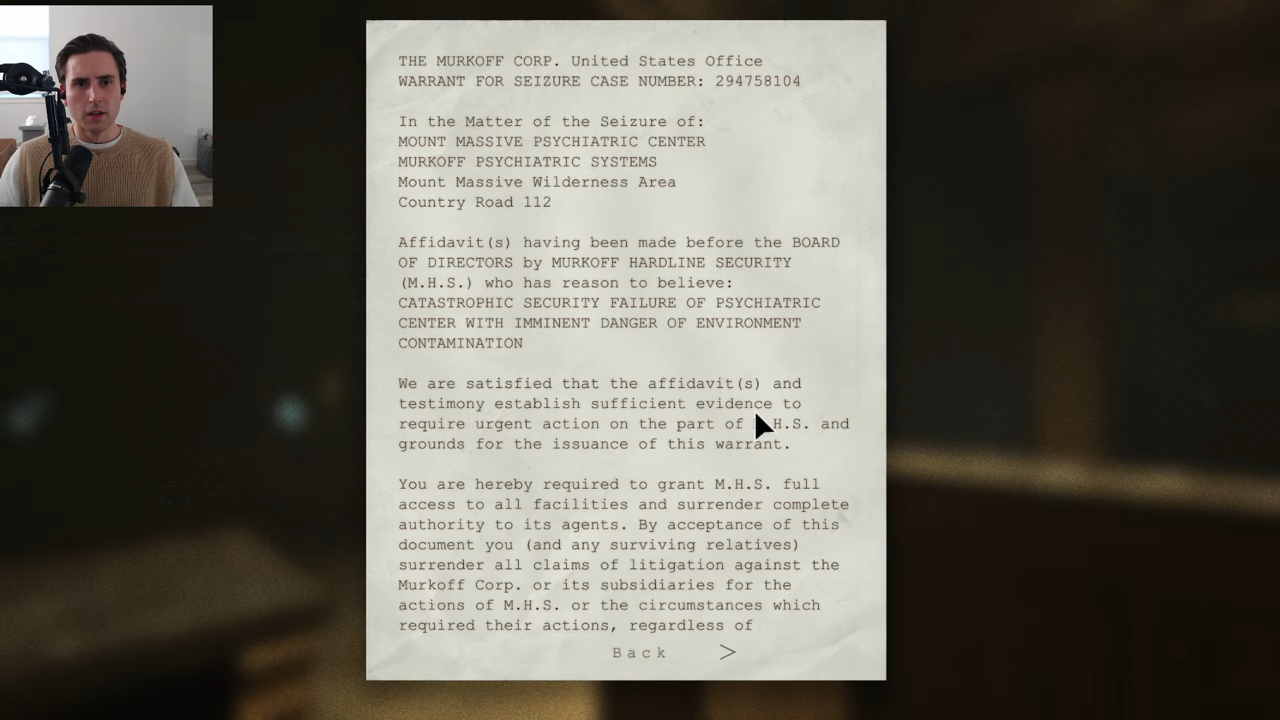 THE MURKOFF CORP. United States Office
WARRANT FOR SEIZURE CASE NUMBER: 294758104
In the Matter of the Seizure of:
MOUNT MASSIVE PSYCHIATRIC CENTER
MURKOFF PSYCHIATRIC SYSTEMS
Mount Massive Wilderness Area
Country Road 112
Affidavit(s) having been made before the BOARD
OF DIRECTORS by MURKOFF HARDLINE SECURITY
(M.H.S.) who has reason to believe:
CATASTROPHIC SECURITY FAILURE OF PSYCHIATRIC
CENTER WITH IMMINENT DANGER OF ENVIRONMENT
CONTAMINATION
We are satisfied that the affidavit(s) and
testimony establish sufficient evidence to
require urgent action on the part of H.S. and
grounds for the issuance of this warrant.
You are hereby required to grant M.H.S. full
access to all facilities and surrender complete
authority to its agents. By acceptance of this
document you (and any surviving relatives)
surrender all claims of litigation against the
Murkoff Corp. or its subsidiaries for the
actions of M.H.S. or the circumstances which
required their actions, regardless of
Back >